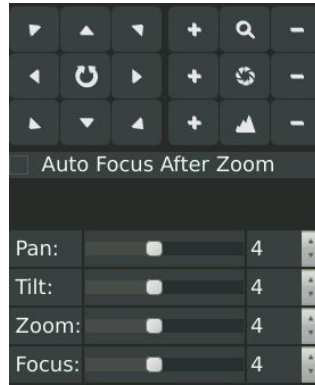 Auto Focus After Zoom
Pan: 4
Tilt: 4
Zoom: 4
Focus: 4